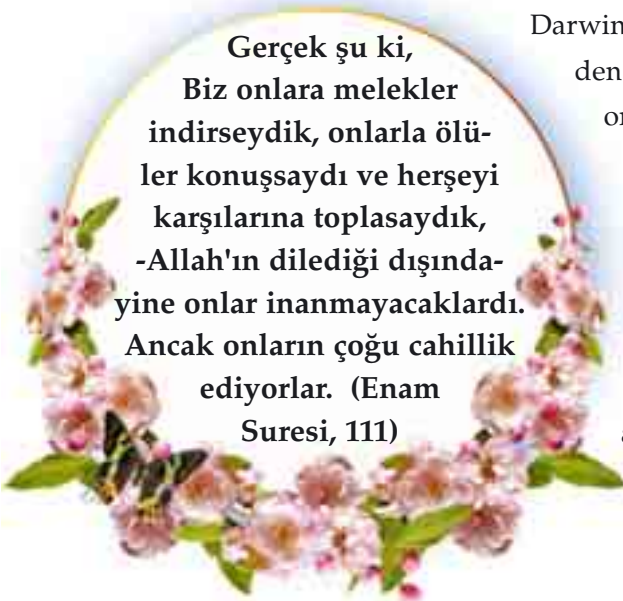 Gerçek şu ki,
Biz onlara melekler
indirseydik, onlarla ölü-
ler konuşsaydı ve herşeyi
karşılarına toplasaydık,
-Allah'ın dilediği dışında-
yine onlar inanmayacaklardı.
Ancak onların çoğu cahillik
ediyorlar. (Enam
Suresi, 111)
Darwin
den